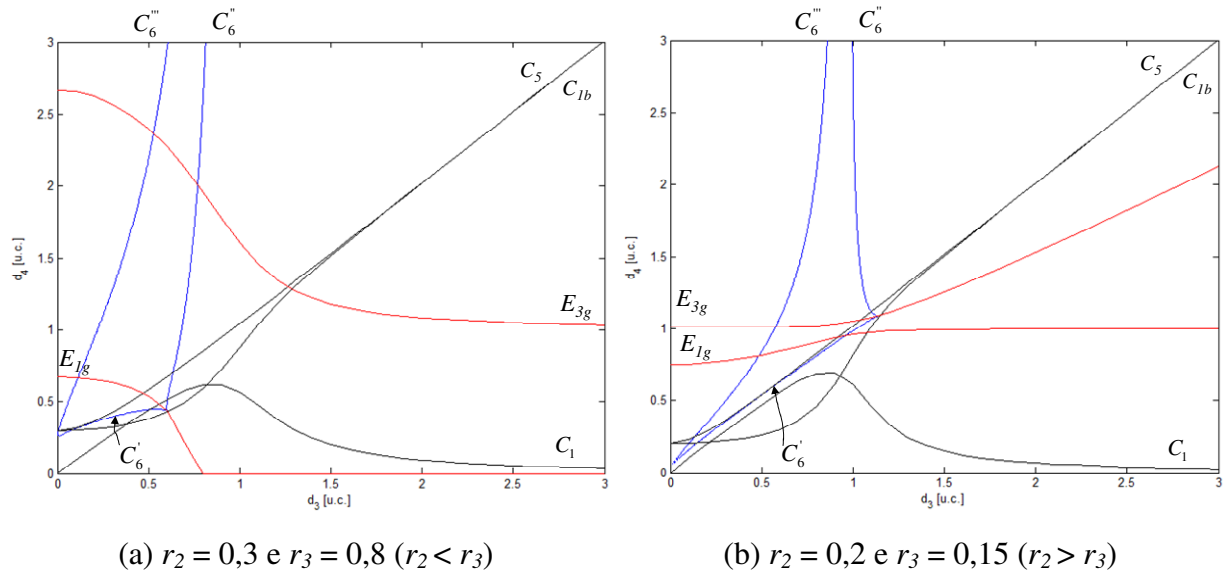 C₆''' C₆''
3
C₅
C₁b
2.5
2
d₄ [u.c.]
1.5
E₃g
1
E₁g
0.5
C₆'
C₁
0
0 0.5 1 1.5 2 2.5 3
d₃ [u.c.]
(a) r₂ = 0,3 e r₃ = 0,8 (r₂ < r₃)
C₆''' C₆''
3
C₅
C₁b
2.5
2
d₄ [u.c.]
1.5
E₃g
1
E₁g
0.5
C₆'
C₁
0
0 0.5 1 1.5 2 2.5 3
d₃ [u.c.]
(b) r₂ = 0,2 e r₃ = 0,15 (r₂ > r₃)